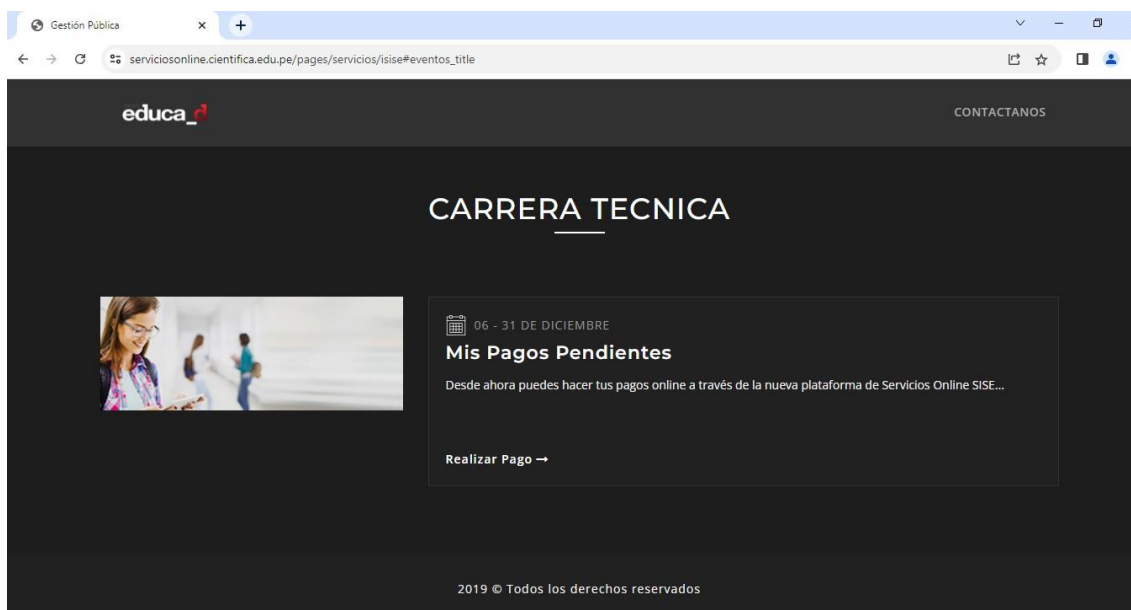 Gestión Pública
serviciosonline.cientifica.edu.pe/pages/servicios/isise#eventos_title
educa_d
CONTACTANOS
CARRERA TECNICA
06 - 31 DE DICIEMBRE
Mis Pagos Pendientes
Desde ahora puedes hacer tus pagos online a través de la nueva plataforma de Servicios Online SISE...
Realizar Pago →
2019 © Todos los derechos reservados